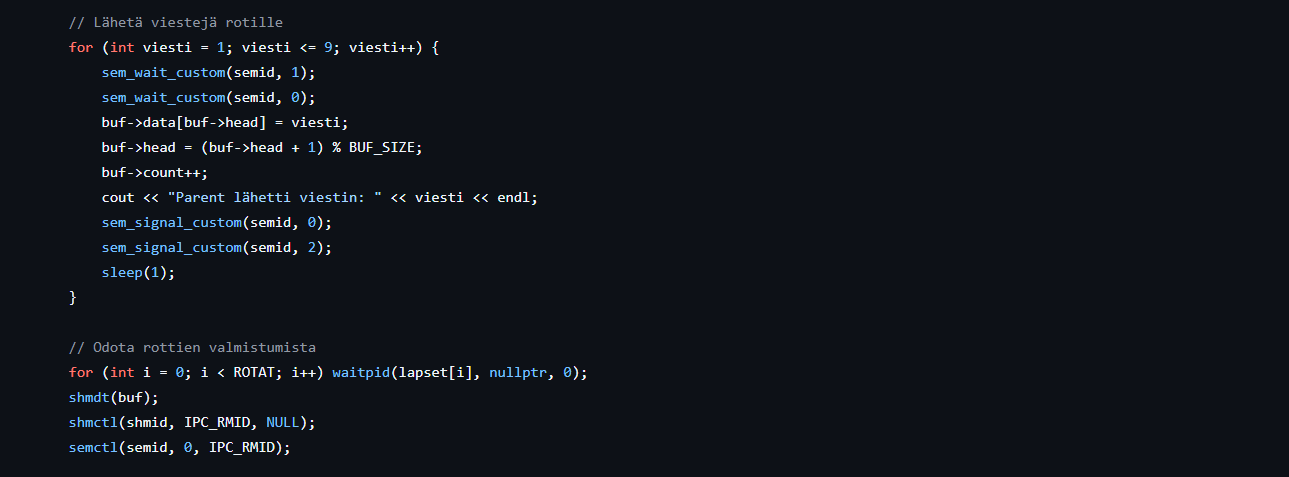 // Lähetä viestejä rotille
for (int viesti = 1; viesti <= 9; viesti++) {
    sem_wait_custom(semid, 1);
    sem_wait_custom(semid, 0);
    buf->data[buf->head] = viesti;
    buf->head = (buf->head + 1) % BUF_SIZE;
    buf->count++;
    cout << "Parent lähetti viestin: " << viesti << endl;
    sem_signal_custom(semid, 0);
    sem_signal_custom(semid, 2);
    sleep(1);
}
// Odota rottien valmistumista
for (int i = 0; i < ROTAT; i++) waitpid(lapset[i], nullptr, 0);
shmdt(buf);
shmctl(shmid, IPC_RMID, NULL);
semctl(semid, 0, IPC_RMID);